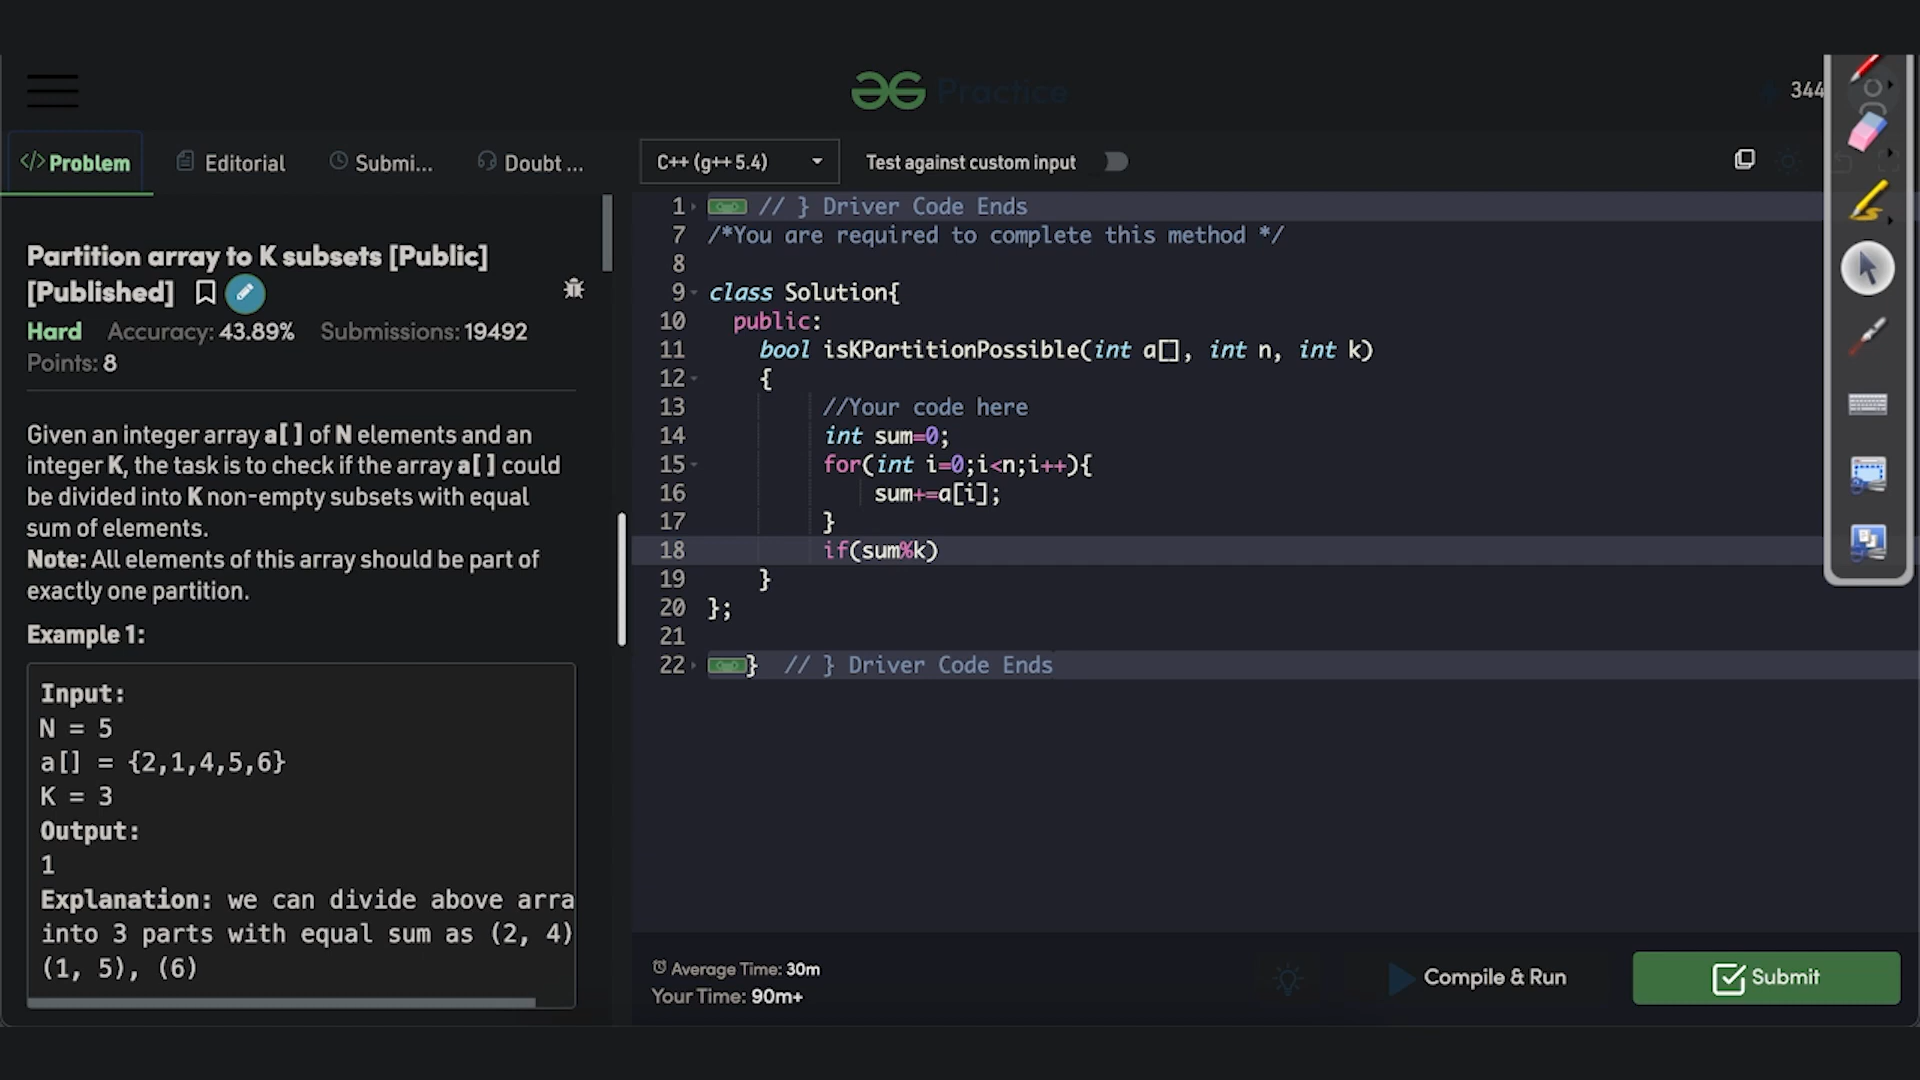 Practice
344
</> Problem
Editorial
Submi...
Doubt ...
C++ (g++ 5.4)
Test against custom input
Partition array to K subsets [Public]
[Published]
Hard Accuracy: 43.89% Submissions: 19492
Points: 8
Given an integer array a[ ] of N elements and an
integer K, the task is to check if the array a[ ] could
be divided into K non-empty subsets with equal
sum of elements.
Note: All elements of this array should be part of
exactly one partition.
Example 1:
Input:
N = 5
a[] = {2,1,4,5,6}
K = 3
Output:
1
Explanation: we can divide above arra
into 3 parts with equal sum as (2, 4)
(1, 5), (6)
1 // } Driver Code Ends
7 /*You are required to complete this method */
8
9 class Solution{
10 public:
11 bool isKPartitionPossible(int a[], int n, int k)
12 {
13 //Your code here
14 int sum=0;
15 for(int i=0;i<n;i++){
16 sum+=a[i];
17 }
18 if(sum%k)
19 }
20 };
21
22 } // } Driver Code Ends
Average Time: 30m
Your Time: 90m+
Compile & Run
Submit